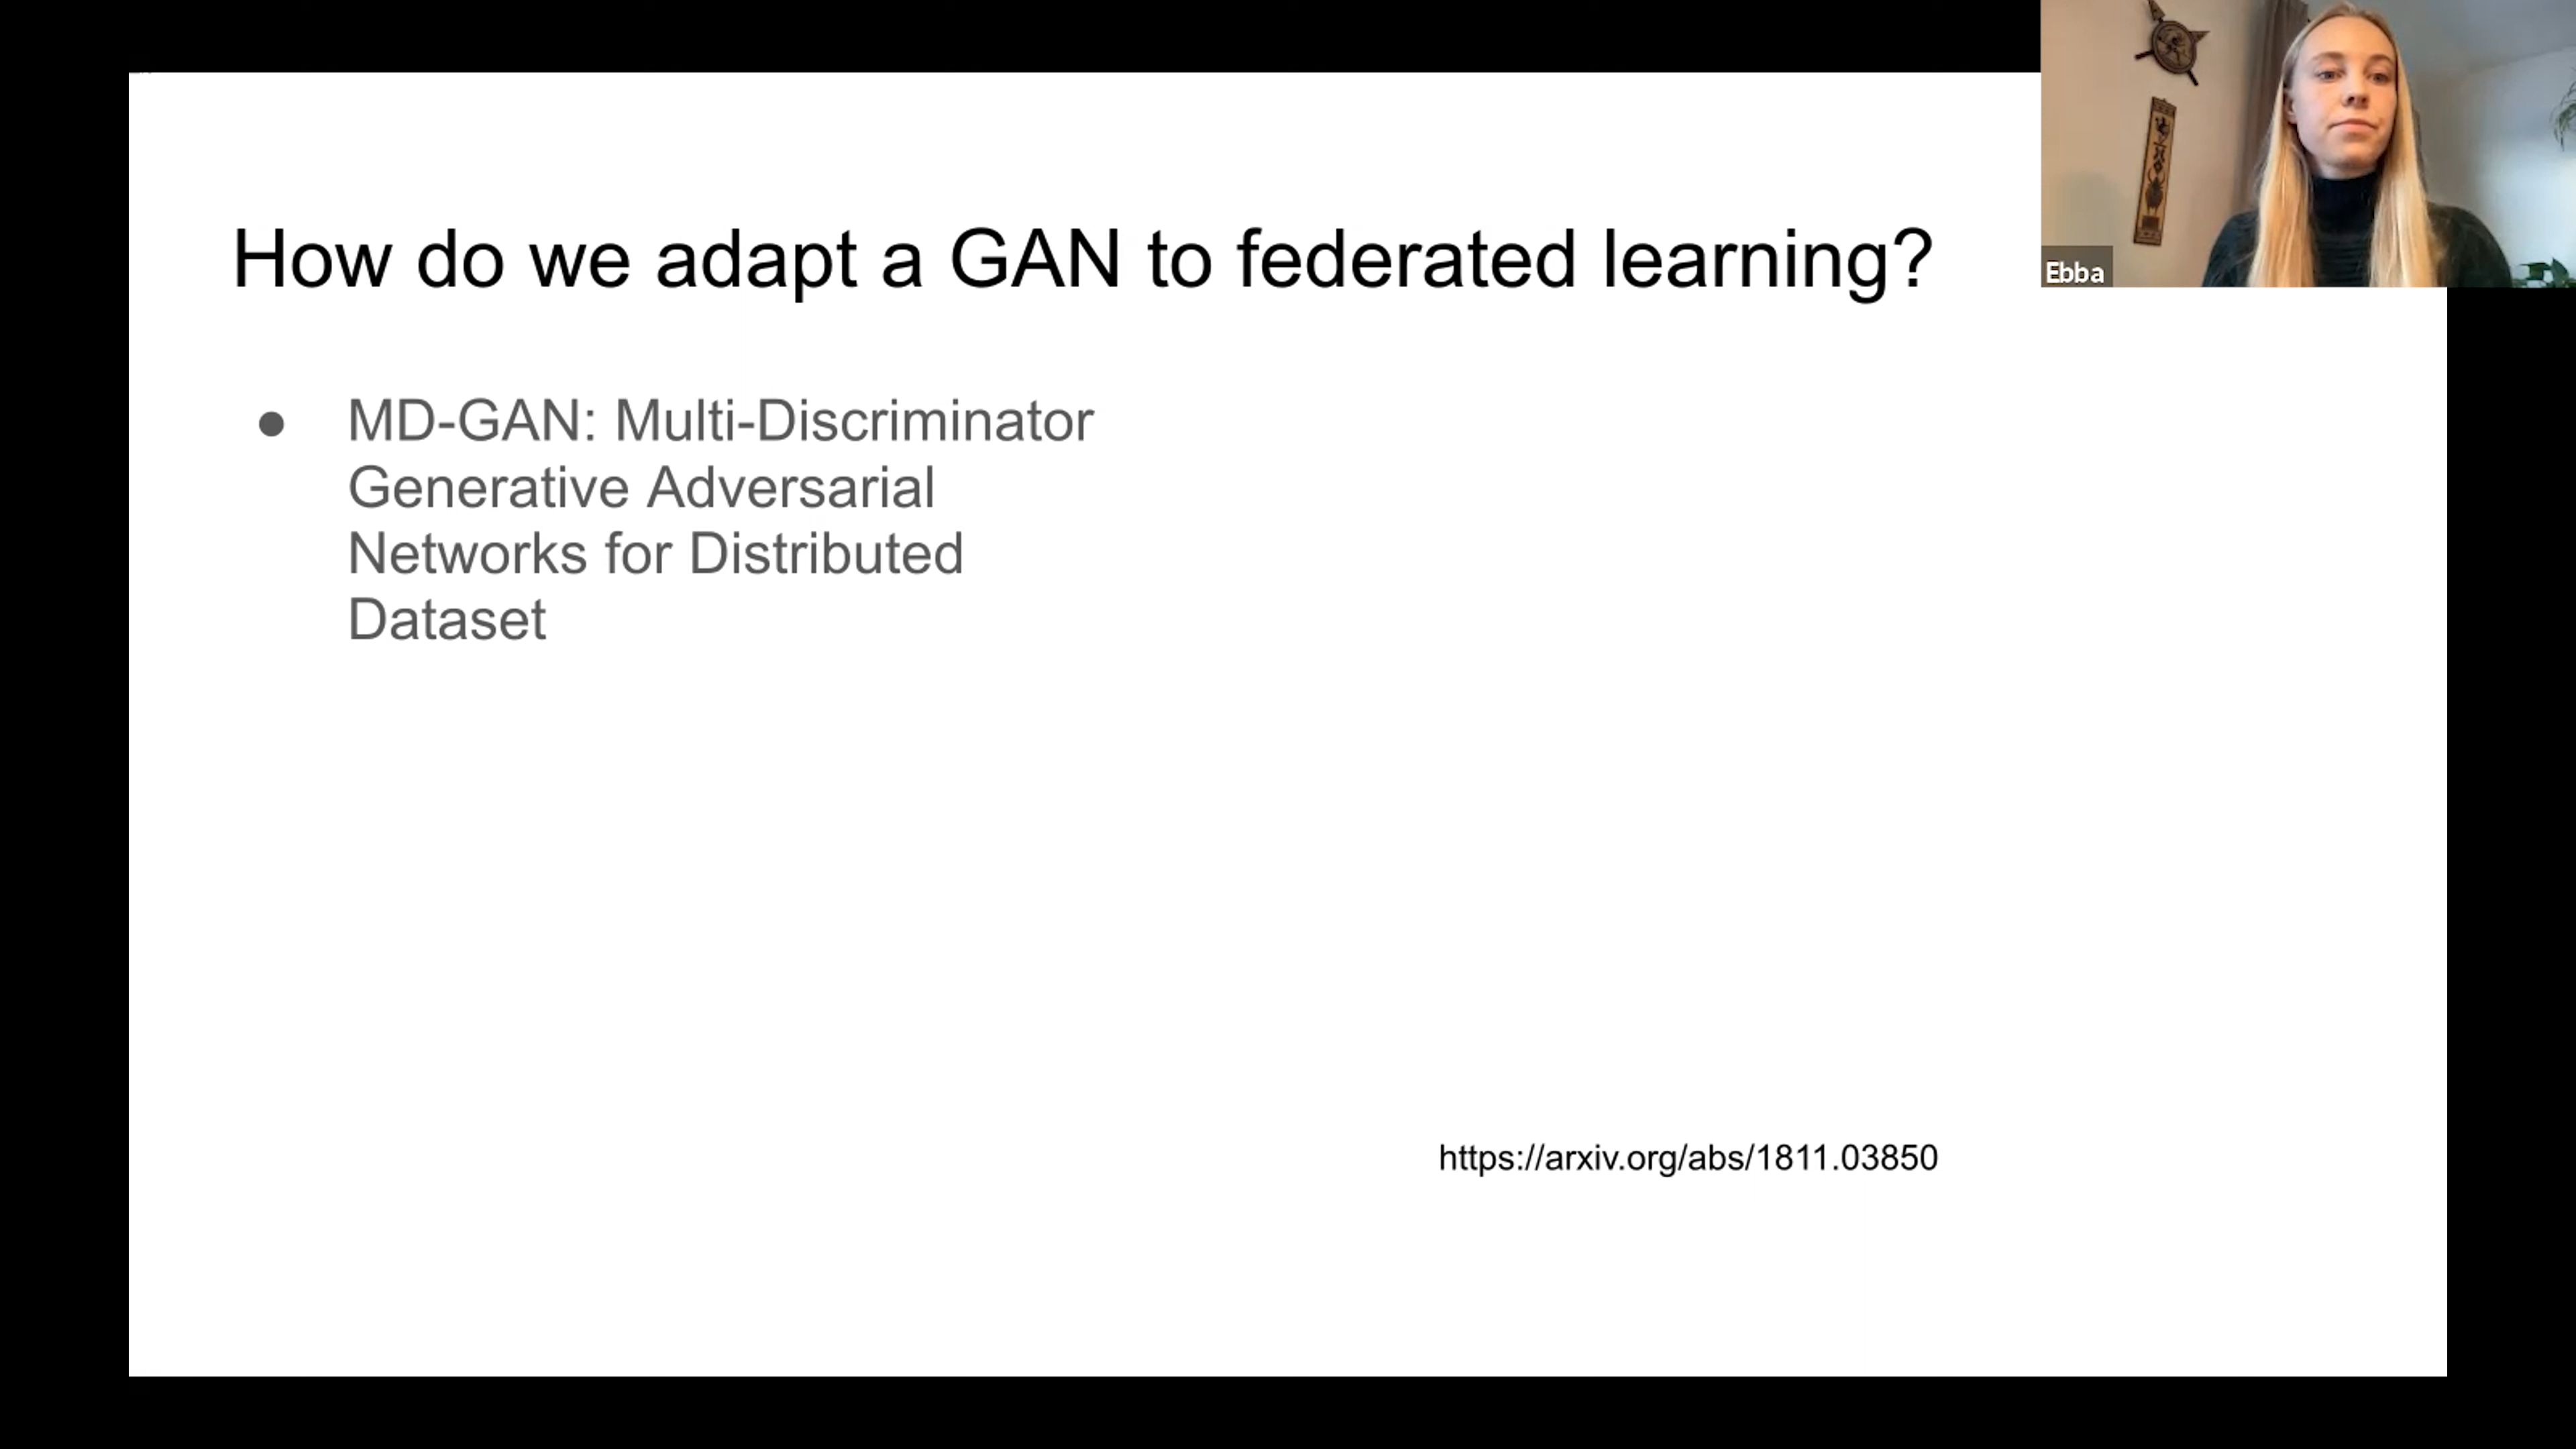 How do we adapt a GAN to federated learning?
● MD-GAN: Multi-Discriminator
Generative Adversarial
Networks for Distributed
Dataset
https://arxiv.org/abs/1811.03850
Ebba